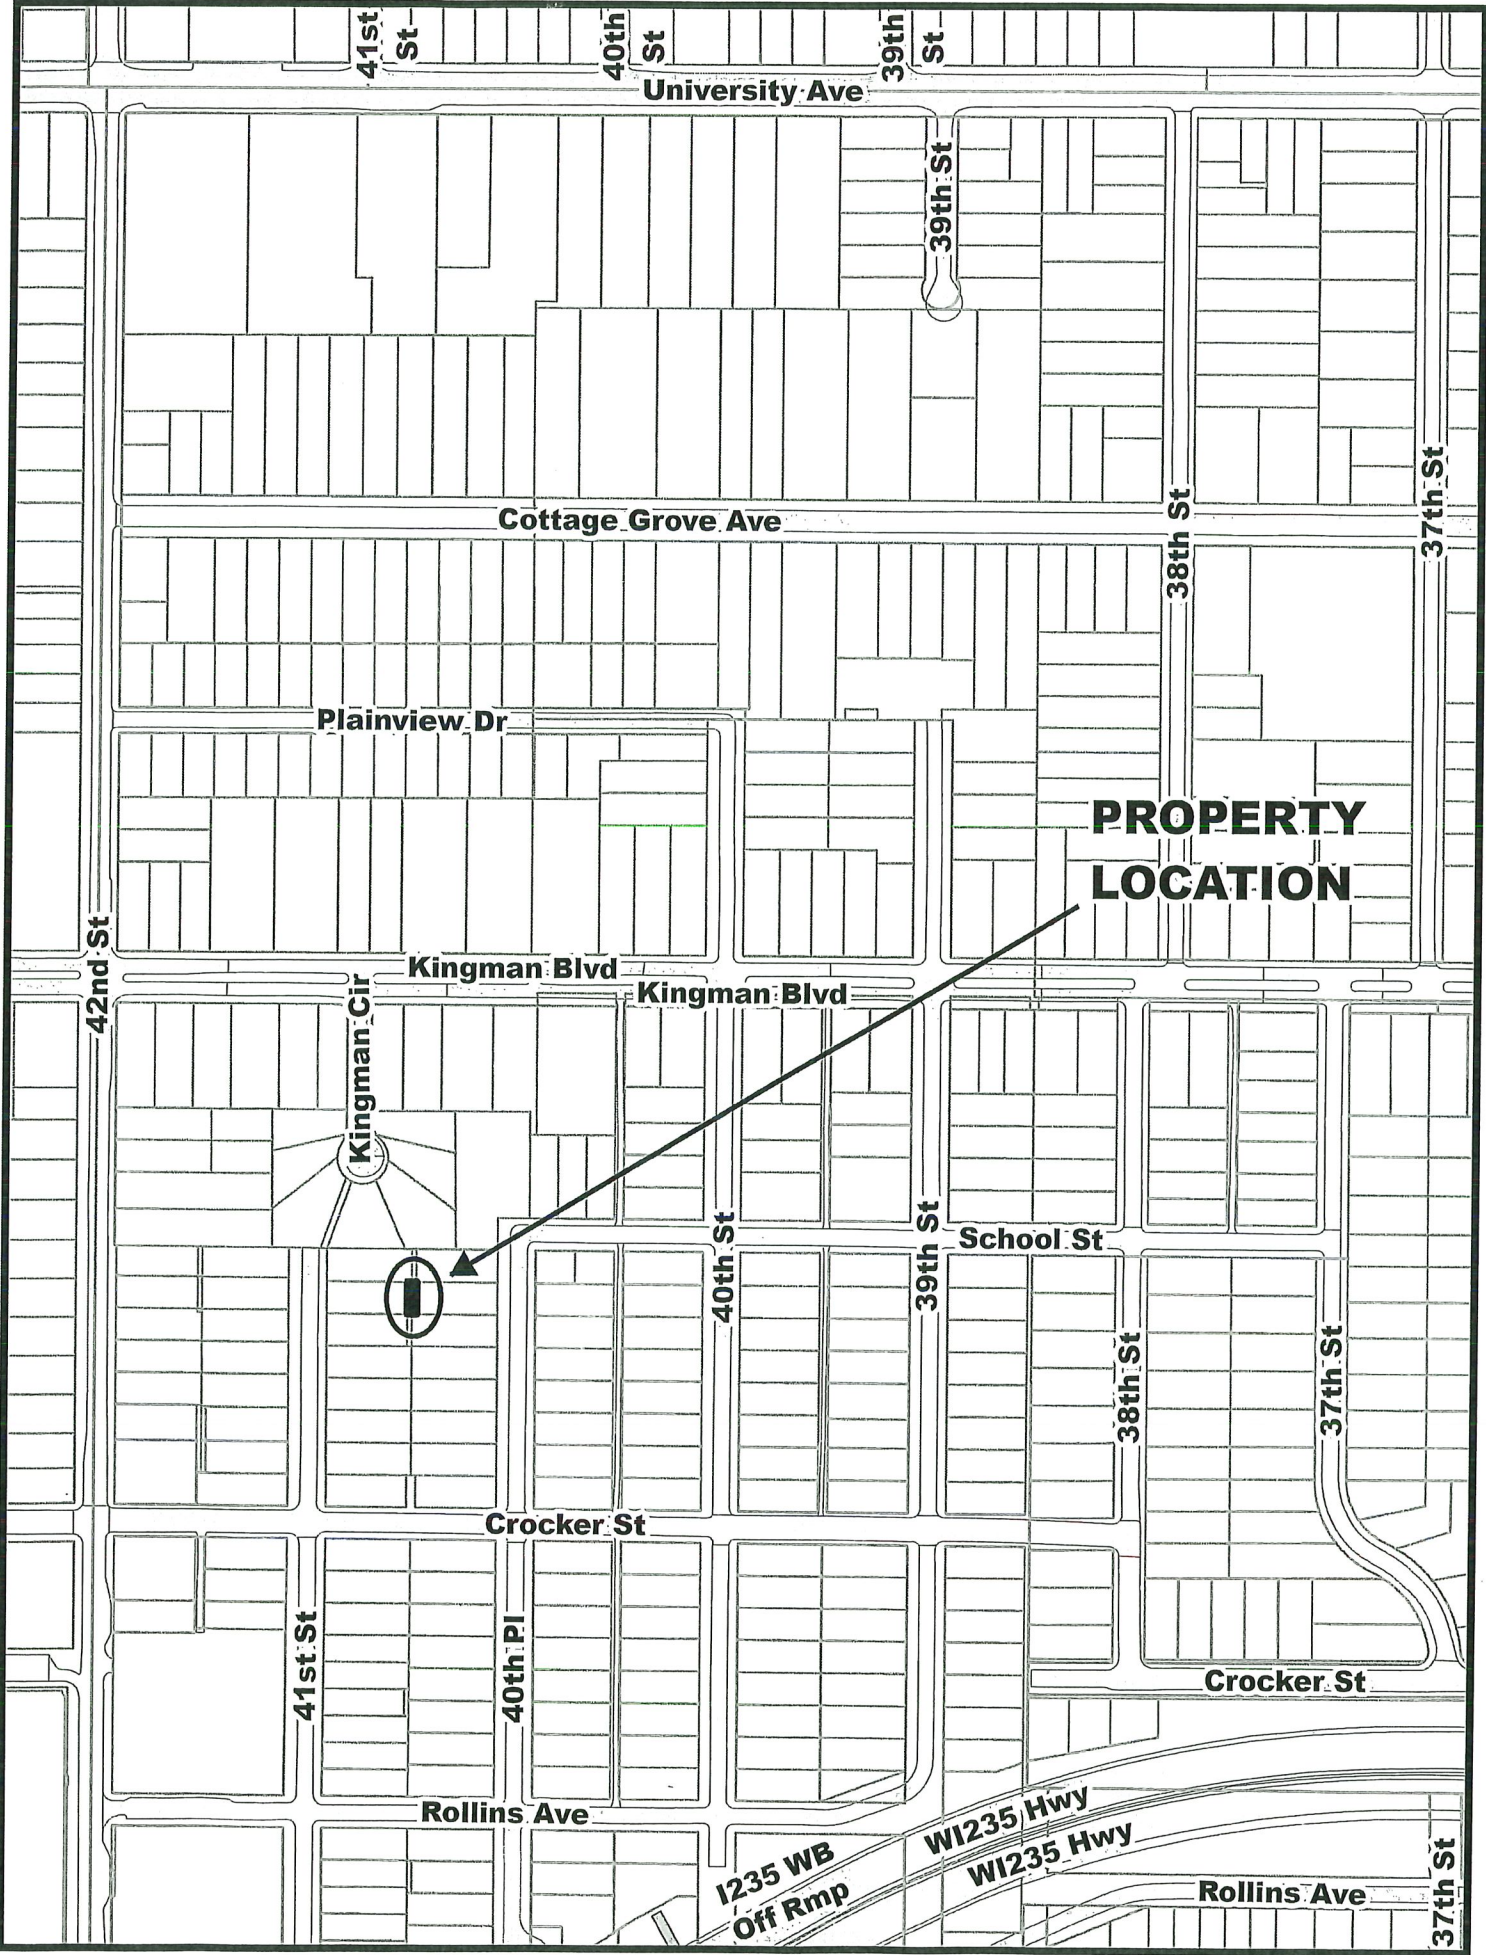 41st
St
40th
St
39th
St
University Ave
39th St
Cottage Grove Ave
38th St
37th St
Plainview Dr
PROPERTY
LOCATION
42nd St
Kingman Blvd
Kingman Blvd
Kingman Cir
40th St
39th St
School St
38th St
37th St
Crocker St
41st St
40th Pl
Crocker St
Rollins Ave
WI235 Hwy
WI235 Hwy
I235 WB
Off Rmp
Rollins Ave
37th St